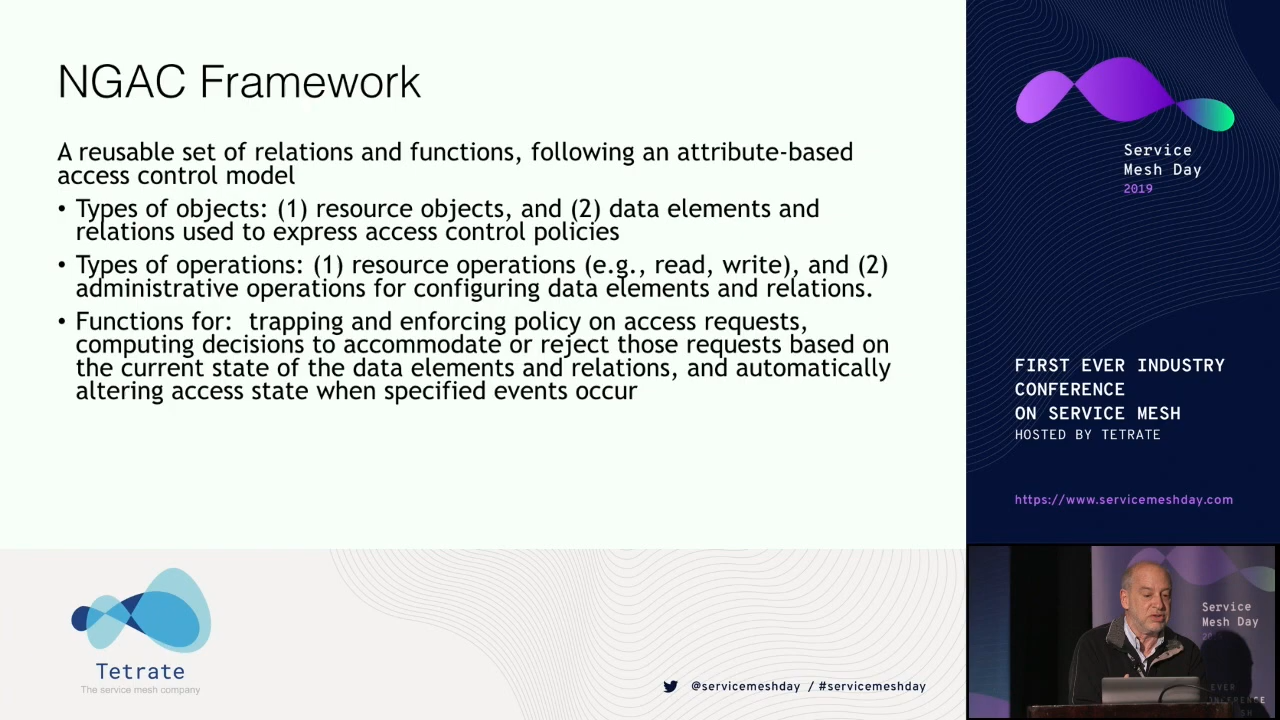 NGAC Framework
A reusable set of relations and functions, following an attribute-based
access control model
• Types of objects: (1) resource objects, and (2) data elements and
relations used to express access control policies
• Types of operations: (1) resource operations (e.g., read, write), and (2)
administrative operations for configuring data elements and relations.
• Functions for:  trapping and enforcing policy on access requests,
computing decisions to accommodate or reject those requests based on
the current state of the data elements and relations, and automatically
altering access state when specified events occur
Service
Mesh Day
2019
FIRST EVER INDUSTRY
CONFERENCE
ON SERVICE MESH
HOSTED BY TETRATE
https://www.servicemeshday.com
Tetrate
The service mesh company
@servicemeshday / #servicemeshday
Service
Mesh Day
EVER